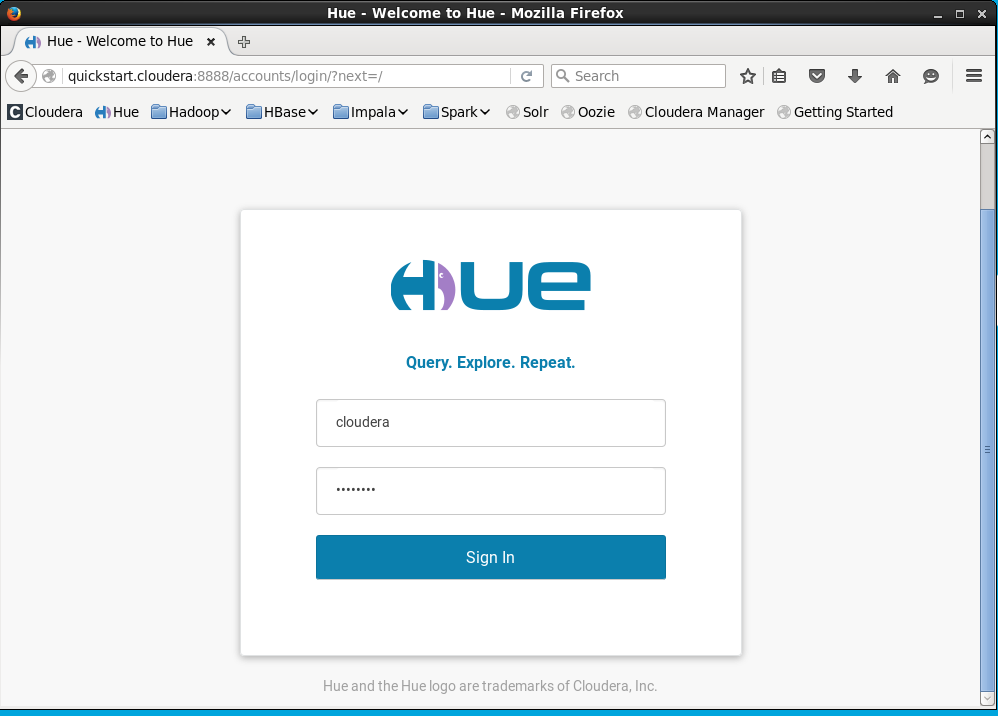 Hue - Welcome to Hue - Mozilla Firefox
Hue - Welcome to Hue
quickstart.cloudera:8888/accounts/login/?next=/ Search
Cloudera Hue Hadoop HBase Impala Spark Solr Oozie Cloudera Manager Getting Started
HUE
Query. Explore. Repeat.
cloudera
••••••••
Sign In
Hue and the Hue logo are trademarks of Cloudera, Inc.